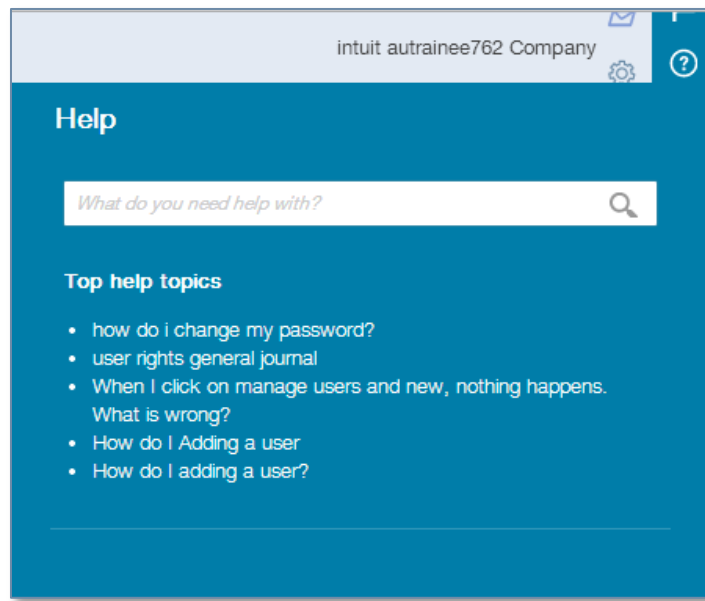 intuit autrainee762 Company
Help
What do you need help with?
Top help topics
• how do i change my password?
• user rights general journal
• When I click on manage users and new, nothing happens.
What is wrong?
• How do I Adding a user
• How do I adding a user?